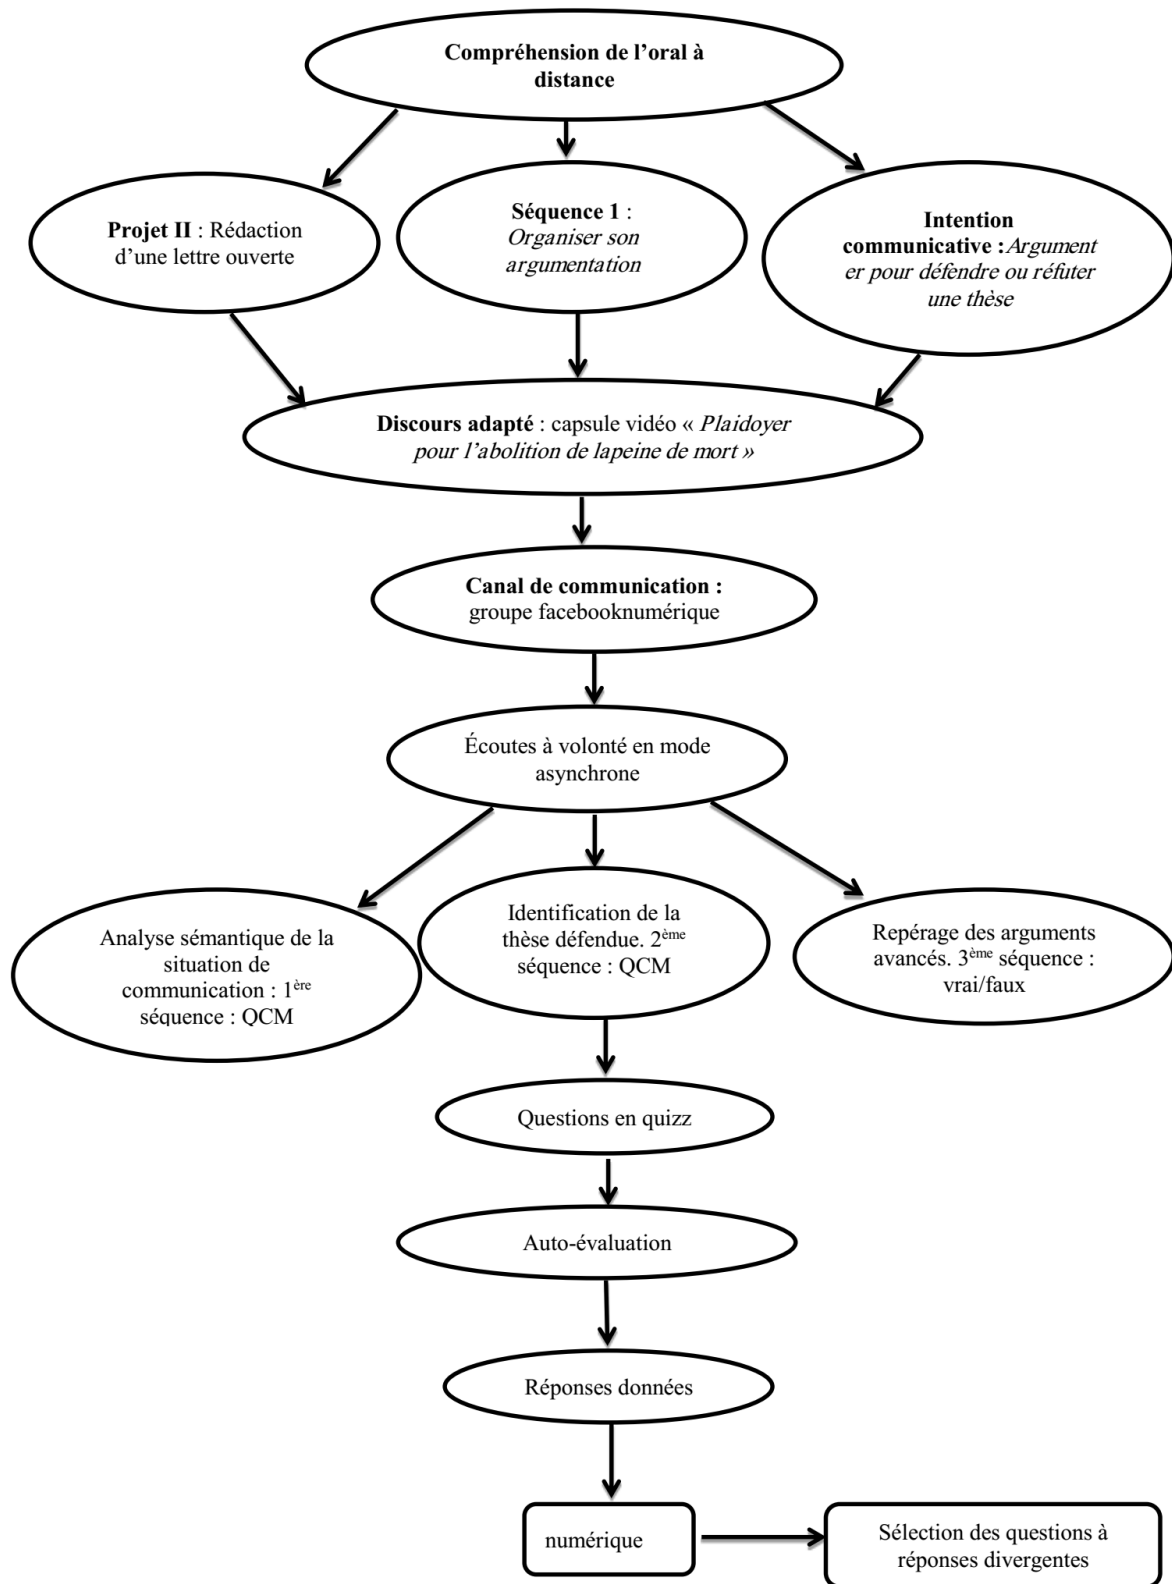 Compréhension de l’oral à
distance
Projet II : Rédaction
d’une lettre ouverte
Séquence 1 :
Organiser son
argumentation
Intention
communicative :Argument
er pour défendre ou réfuter
une thèse
Discours adapté : capsule vidéo « Plaidoyer
pour l’abolition de lapeine de mort »
Canal de communication :
groupe facebooknumérique
Écoutes à volonté en mode
asynchrone
Analyse sémantique de la
situation de
communication : 1ère
séquence : QCM
Identification de la
thèse défendue. 2ème
séquence : QCM
Repérage des arguments
avancés. 3ème séquence :
vrai/faux
Questions en quizz
Auto-évaluation
Réponses données
numérique
Sélection des questions à
réponses divergentes